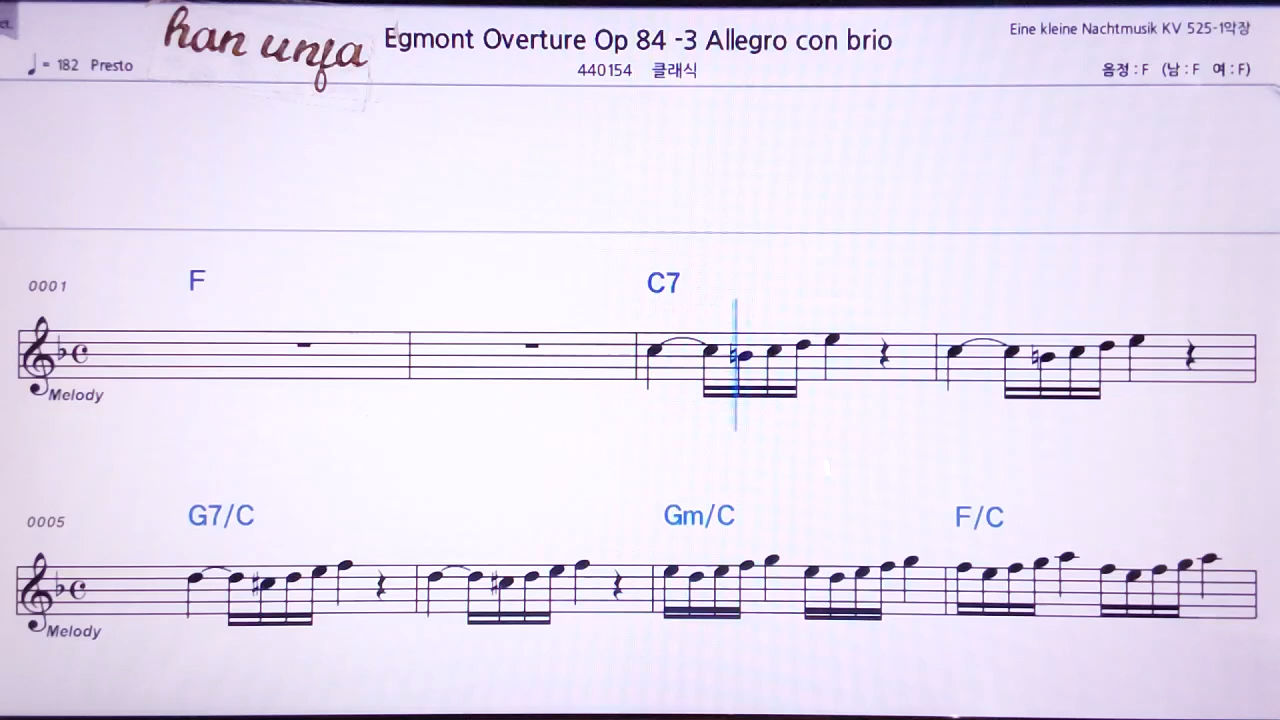 han unfa
Egmont Overture Op 84 -3 Allegro con brio
Eine kleine Nachtmusik KV 525-1악장
♩ = 182 Presto
440154 클래식
음정 : F (남 : F 여 : F)
0001
F
C7
Melody
0005
G7/C
Gm/C
F/C
Melody